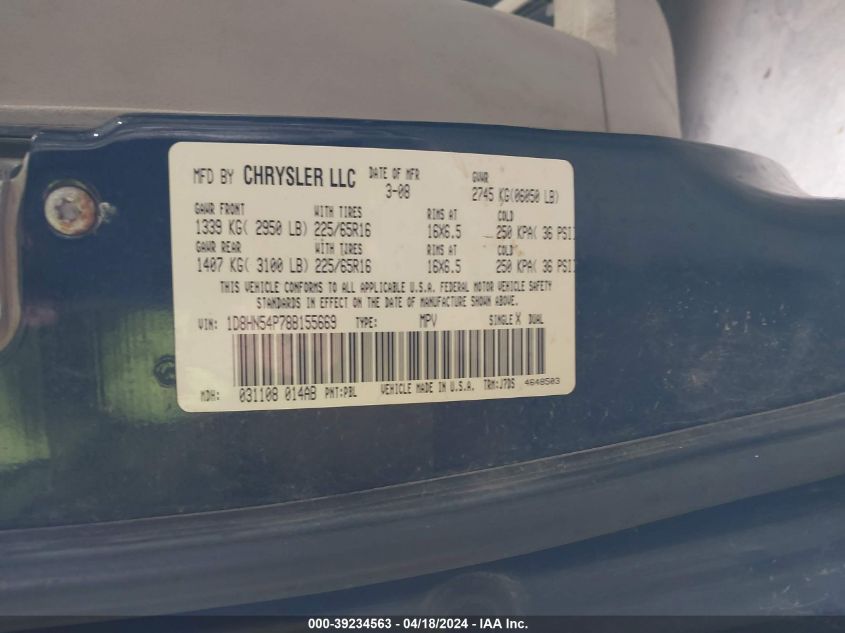 MFD BY CHRYSLER LLC DATE OF MFR GVWR
3-08 2745 KG(06050 LB)
GAWR FRONT WITH TIRES RIMS AT COLD
1339 KG( 2950 LB) 225/65R16 16X6.5 250 KPA( 36 PSI)
GAWR REAR WITH TIRES RIMS AT COLD
1407 KG( 3100 LB) 225/65R16 16X6.5 250 KPA( 36 PSI)
THIS VEHICLE CONFORMS TO ALL APPLICABLE U.S.A. FEDERAL MOTOR VEHICLE SAFETY
STANDARDS IN EFFECT ON THE DATE OF MANUFACTURE SHOWN ABOVE.
VIN: 1D8HN54P78B155669 TYPE: MPV SINGLE X DUAL
MDH: 031108 014AB PNT:PBL VEHICLE MADE IN U.S.A. TRM:J7DS 4648503
000-39234563 - 04/18/2024 - IAA Inc.